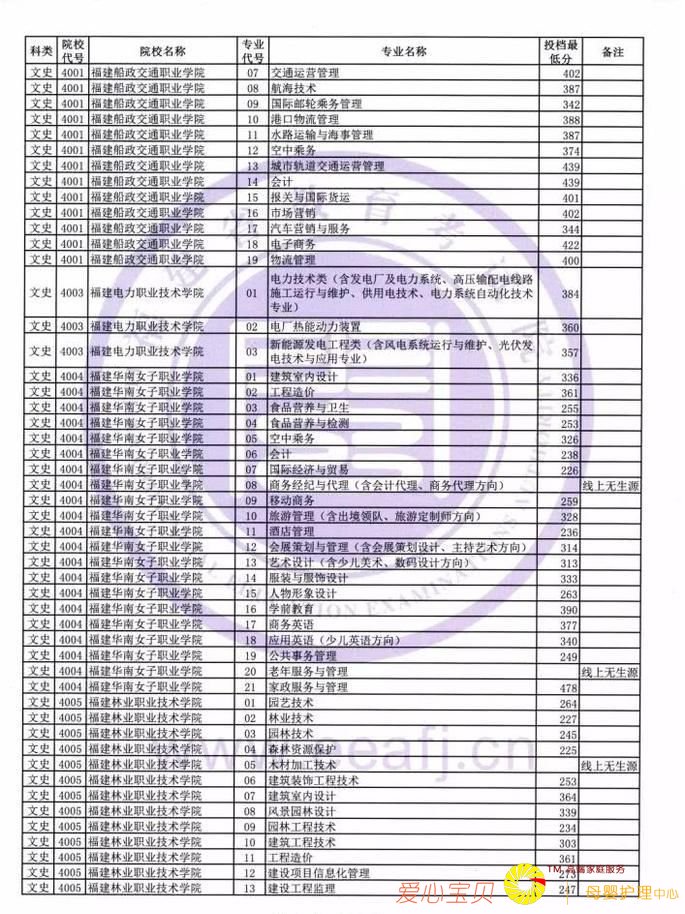 科类 院校代号 院校名称 专业代号 专业名称 投档最低分 备注
文史 4001 福建船政交通职业学院 07 交通运营管理 402
文史 4001 福建船政交通职业学院 08 航海技术 387
文史 4001 福建船政交通职业学院 09 国际邮轮乘务管理 342
文史 4001 福建船政交通职业学院 10 港口物流管理 388
文史 4001 福建船政交通职业学院 11 水路运输与海事管理 387
文史 4001 福建船政交通职业学院 12 空中乘务 374
文史 4001 福建船政交通职业学院 13 城市轨道交通运营管理 439
文史 4001 福建船政交通职业学院 14 会计 439
文史 4001 福建船政交通职业学院 15 报关与国际货运 401
文史 4001 福建船政交通职业学院 16 市场营销 402
文史 4001 福建船政交通职业学院 17 汽车营销与服务 344
文史 4001 福建船政交通职业学院 18 电子商务 422
文史 4001 福建船政交通职业学院 19 物流管理 400
文史 4003 福建电力职业技术学院 01 电力技术类（含发电厂及电力系统、高压输配电线路
施工运行与维护、供用电技术、电力系统自动化技术
专业） 384
文史 4003 福建电力职业技术学院 02 电厂热能动力装置 360
文史 4003 福建电力职业技术学院 03 新能源发电工程类（含风电系统运行与维护、光伏发
电技术与应用专业） 357
文史 4004 福建华南女子职业学院 01 建筑室内设计 336
文史 4004 福建华南女子职业学院 02 工程造价 361
文史 4004 福建华南女子职业学院 03 食品营养与卫生 255
文史 4004 福建华南女子职业学院 04 食品营养与检测 253
文史 4004 福建华南女子职业学院 05 空中乘务 326
文史 4004 福建华南女子职业学院 06 会计 238
文史 4004 福建华南女子职业学院 07 国际经济与贸易 226
文史 4004 福建华南女子职业学院 08 商务经纪与代理（含会计代理、商务代理方向） 线上无生源
文史 4004 福建华南女子职业学院 09 移动商务 259
文史 4004 福建华南女子职业学院 10 旅游管理（含出境领队、旅游定制师方向） 328
文史 4004 福建华南女子职业学院 11 酒店管理 236
文史 4004 福建华南女子职业学院 12 会展策划与管理（含会展策划设计、主持艺术方向） 314
文史 4004 福建华南女子职业学院 13 艺术设计（含少儿美术、数码设计方向） 313
文史 4004 福建华南女子职业学院 14 服装与服饰设计 333
文史 4004 福建华南女子职业学院 15 人物形象设计 263
文史 4004 福建华南女子职业学院 16 学前教育 390
文史 4004 福建华南女子职业学院 17 商务英语 377
文史 4004 福建华南女子职业学院 18 应用英语（少儿英语方向） 340
文史 4004 福建华南女子职业学院 19 公共事务管理 249
文史 4004 福建华南女子职业学院 20 老年服务与管理 线上无生源
文史 4004 福建华南女子职业学院 21 家政服务与管理 478
文史 4005 福建林业职业技术学院 01 园艺技术 264
文史 4005 福建林业职业技术学院 02 林业技术 227
文史 4005 福建林业职业技术学院 03 园林技术 245
文史 4005 福建林业职业技术学院 04 森林资源保护 225
文史 4005 福建林业职业技术学院 05 木材加工技术 线上无生源
文史 4005 福建林业职业技术学院 06 建筑装饰工程技术 253
文史 4005 福建林业职业技术学院 07 建筑室内设计 364
文史 4005 福建林业职业技术学院 08 风景园林设计 339
文史 4005 福建林业职业技术学院 09 园林工程技术 234
文史 4005 福建林业职业技术学院 10 建筑工程技术 303
文史 4005 福建林业职业技术学院 11 工程造价 361
文史 4005 福建林业职业技术学院 12 建设项目信息化管理 273
文史 4005 福建林业职业技术学院 13 建设工程监理 247
www.eeafj.cn
爱心宝贝 TM 高端家庭服务
母婴护理中心